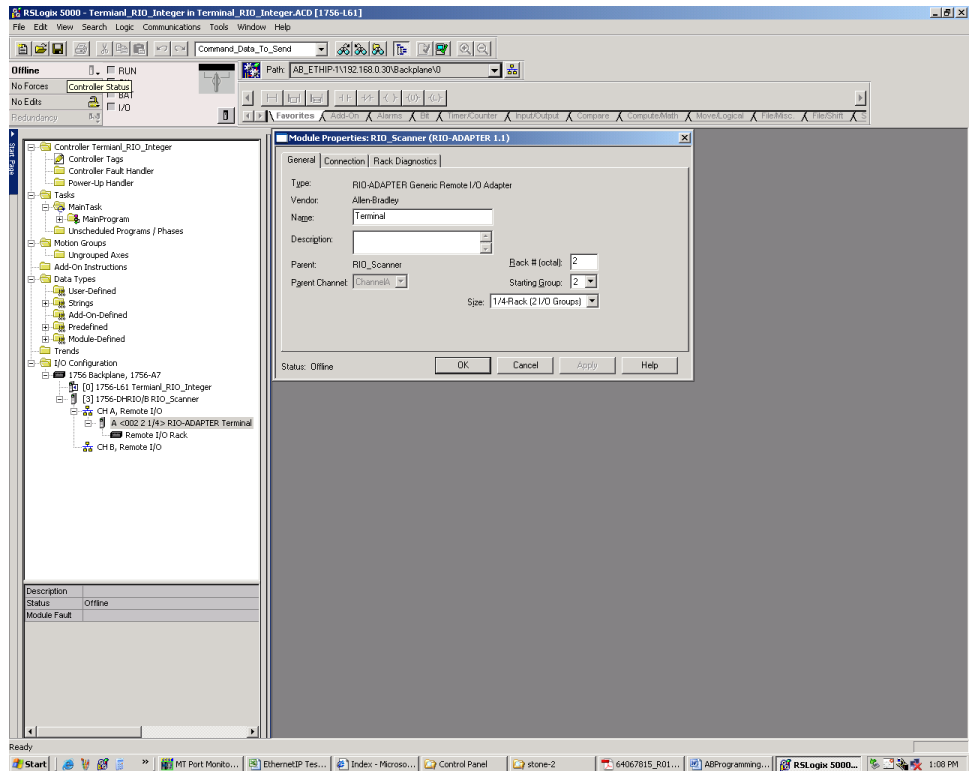 RSLogix 5000 - Termianl_RIO_Integer in Terminal_RIO_Integer.ACD [1756-L61]
File Edit View Search Logic Communications Tools Window Help
Command_Data_To_Send
Offline
RUN
Path: AB_ETHIP-1\192.168.0.30\Backplane\0
No Forces
Controller Status
No Edits
BAT
I/O
Redundancy
Favorites Add-On Alarms Bit Timer/Counter Input/Output Compare Compute/Math Move/Logical File/Misc. File/Shift S
Start Page
Controller Termianl_RIO_Integer
Controller Tags
Controller Fault Handler
Power-Up Handler
Tasks
MainTask
MainProgram
Unscheduled Programs / Phases
Motion Groups
Ungrouped Axes
Add-On Instructions
Data Types
User-Defined
Strings
Add-On-Defined
Predefined
Module-Defined
Trends
I/O Configuration
1756 Backplane, 1756-A7
[0] 1756-L61 Termianl_RIO_Integer
[3] 1756-DHRIO/B RIO_Scanner
CH A, Remote I/O
A <002 2 1/4> RIO-ADAPTER Terminal
Remote I/O Rack
CH B, Remote I/O
Module Properties: RIO_Scanner (RIO-ADAPTER 1.1)
General Connection Rack Diagnostics
Type: RIO-ADAPTER Generic Remote I/O Adapter
Vendor: Allen-Bradley
Name: Terminal
Description:
Parent: RIO_Scanner
Rack # (octal): 2
Parent Channel: ChannelA
Starting Group: 2
Size: 1/4-Rack (2 I/O Groups)
Status: Offline
OK Cancel Apply Help
Description
Status Offline
Module Fault
Ready
Start » MT Port Monito... EthernetIP Tes... Index - Microso... Control Panel stone-2 64067815_R01... ABProgramming... RSLogix 5000... 1:08 PM